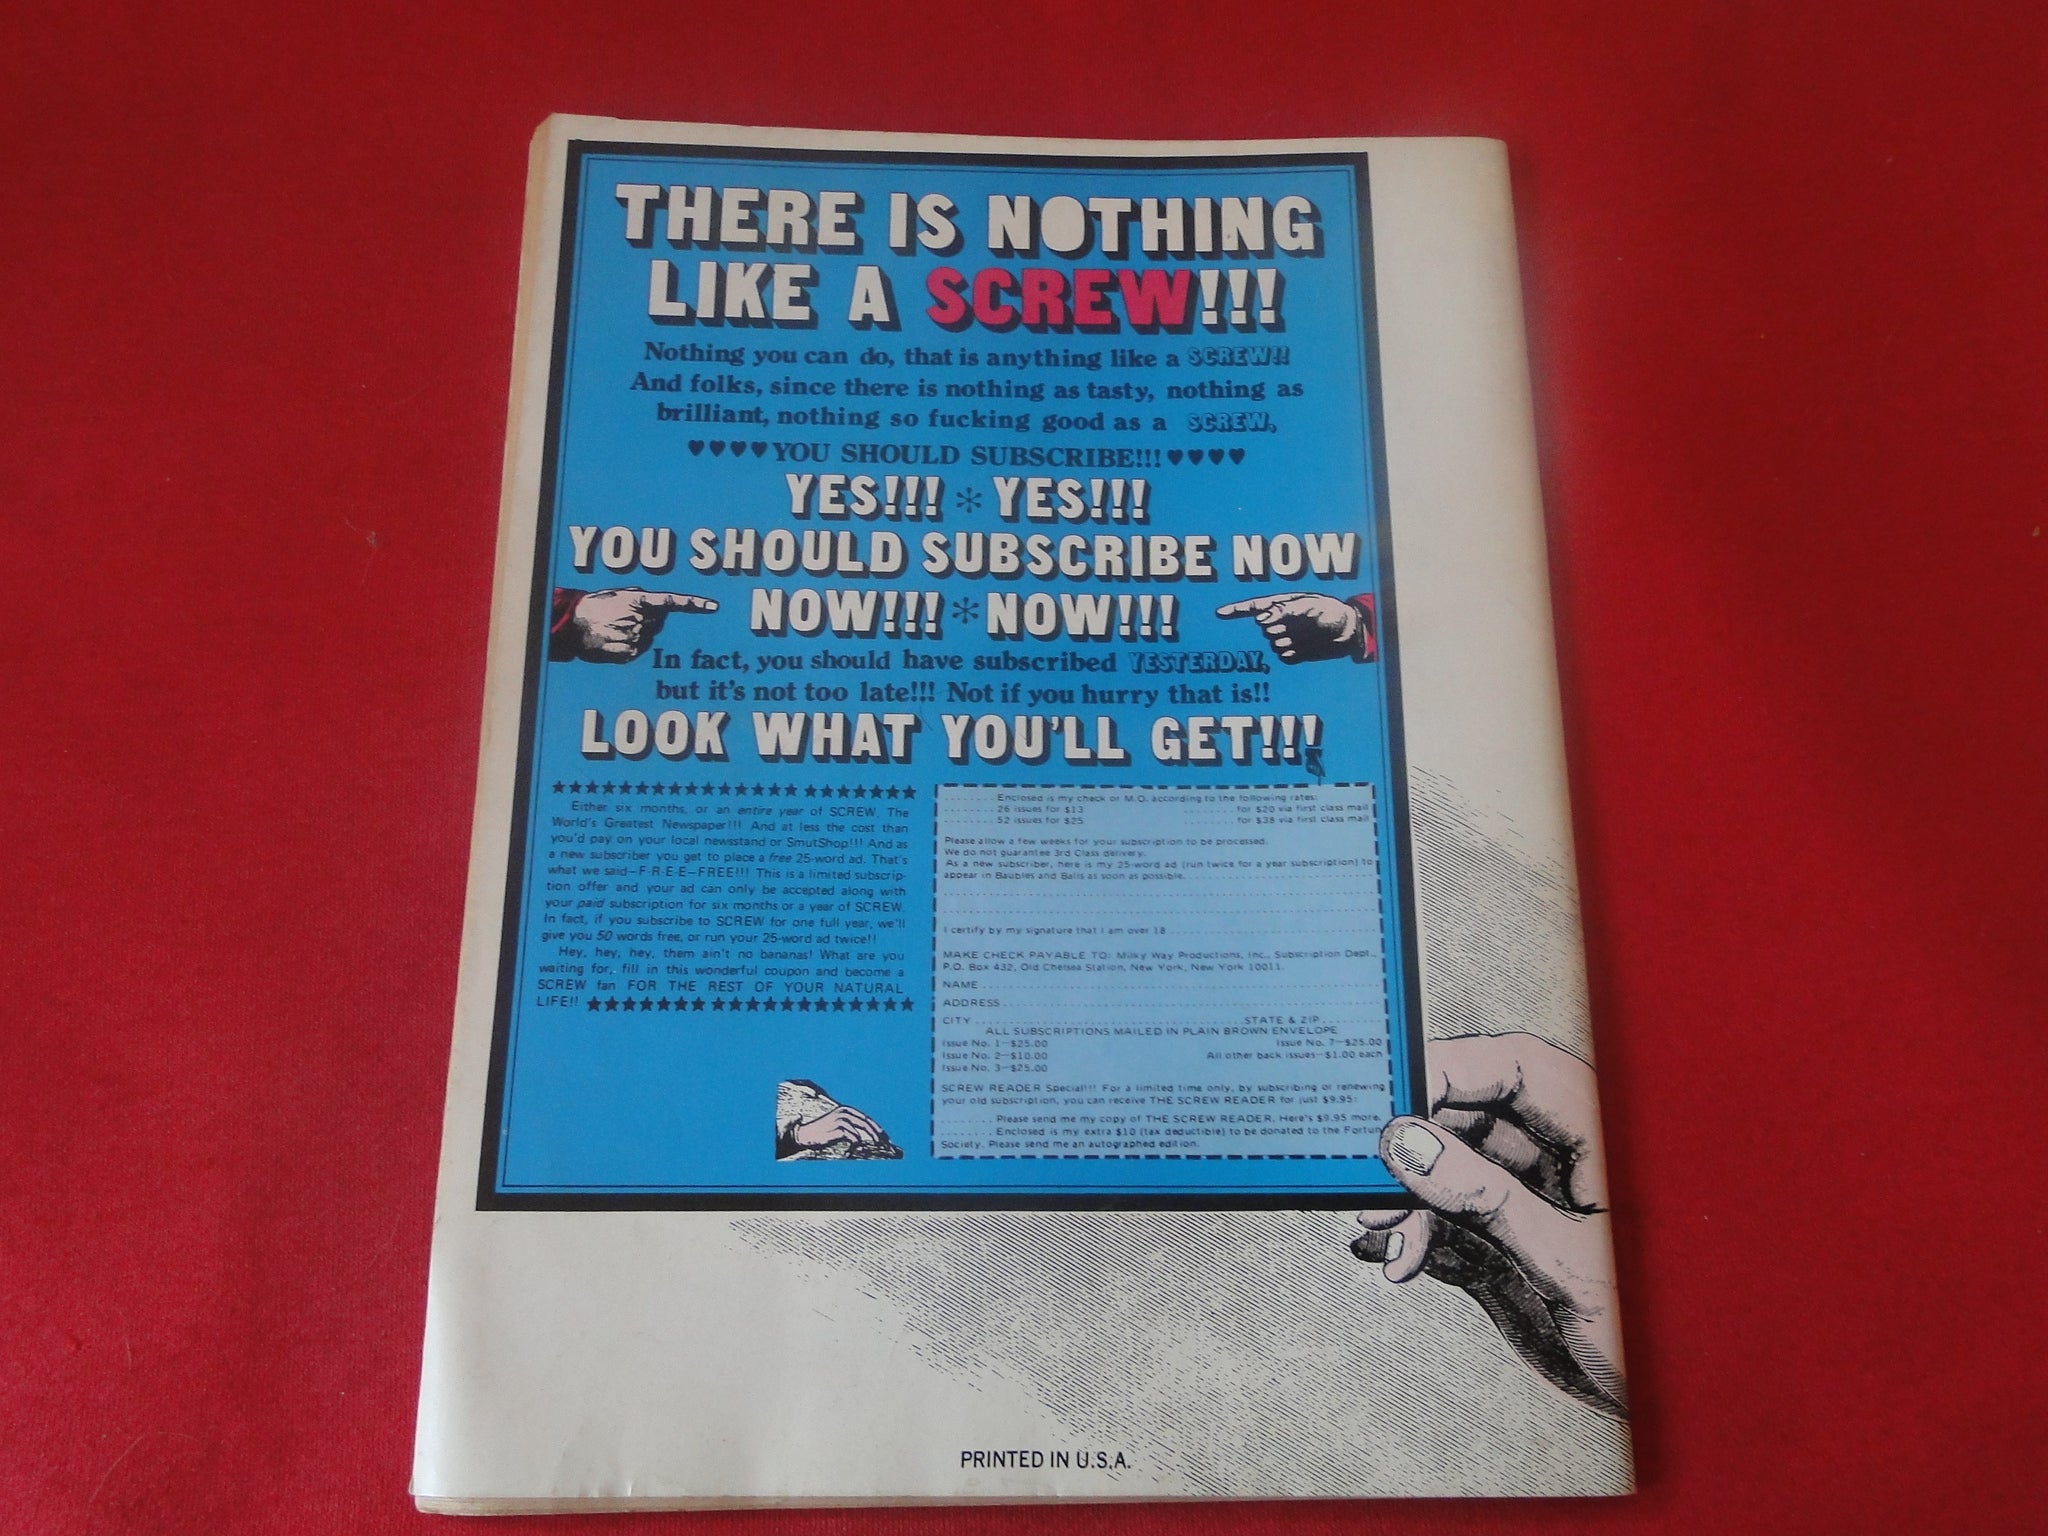 THERE IS NOTHING
LIKE A SCREW!!!
Nothing you can do, that is anything like a SCREW!!
And folks, since there is nothing as tasty, nothing as
brilliant, nothing so fucking good as a SCREW,
♥♥♥♥YOU SHOULD SUBSCRIBE!!!♥♥♥♥
YES!!! * YES!!!
YOU SHOULD SUBSCRIBE NOW
NOW!!! * NOW!!!
In fact, you should have subscribed YESTERDAY,
but it's not too late!!! Not if you hurry that is!!
LOOK WHAT YOU'LL GET!!!
Either six months, or an entire year of SCREW, The
World's Greatest Newspaper!!! And at less the cost than
you'd pay on your local newsstand or SmutShop!!! And as
a new subscriber you get to place a free 25-word ad. That's
what we said—F-R-E-E—FREE!!! This is a limited subscrip-
tion offer and your ad can only be accepted along with
your paid subscription for six months or a year of SCREW.
In fact, if you subscribe to SCREW for one full year, we'll
give you 50 words free, or run your 25-word ad twice!!
Hey, hey, hey, them ain't no bananas! What are you
waiting for, fill in this wonderful coupon and become a
SCREW fan FOR THE REST OF YOUR NATURAL
LIFE!!
....... Enclosed is my check or M.O. according to the following rates:
....... 26 issues for $13 ....... for $20 via first class mail
....... 52 issues for $25 ....... for $38 via first class mail
Please allow a few weeks for your subscription to be processed.
We do not guarantee 3rd Class delivery.
As a new subscriber, here is my 25-word ad (run twice for a year subscription) to
appear in Baubles and Balls as soon as possible.
I certify by my signature that I am over 18
MAKE CHECK PAYABLE TO: Milky Way Productions, Inc., Subscription Dept.,
P.O. Box 432, Old Chelsea Station, New York, New York 10011.
NAME
ADDRESS
CITY STATE & ZIP
ALL SUBSCRIPTIONS MAILED IN PLAIN BROWN ENVELOPE
Issue No. 1—$25.00 Issue No. 7—$25.00
Issue No. 2—$10.00 All other back issues—$1.00 each
Issue No. 3—$25.00
SCREW READER Special!!! For a limited time only, by subscribing or renewing
your old subscription, you can receive THE SCREW READER for just $9.95:
....... Please send me my copy of THE SCREW READER. Here's $9.95 more.
....... Enclosed is my extra $10 (tax deductible) to be donated to the Fortun
Society. Please send me an autographed edition.
PRINTED IN U.S.A.